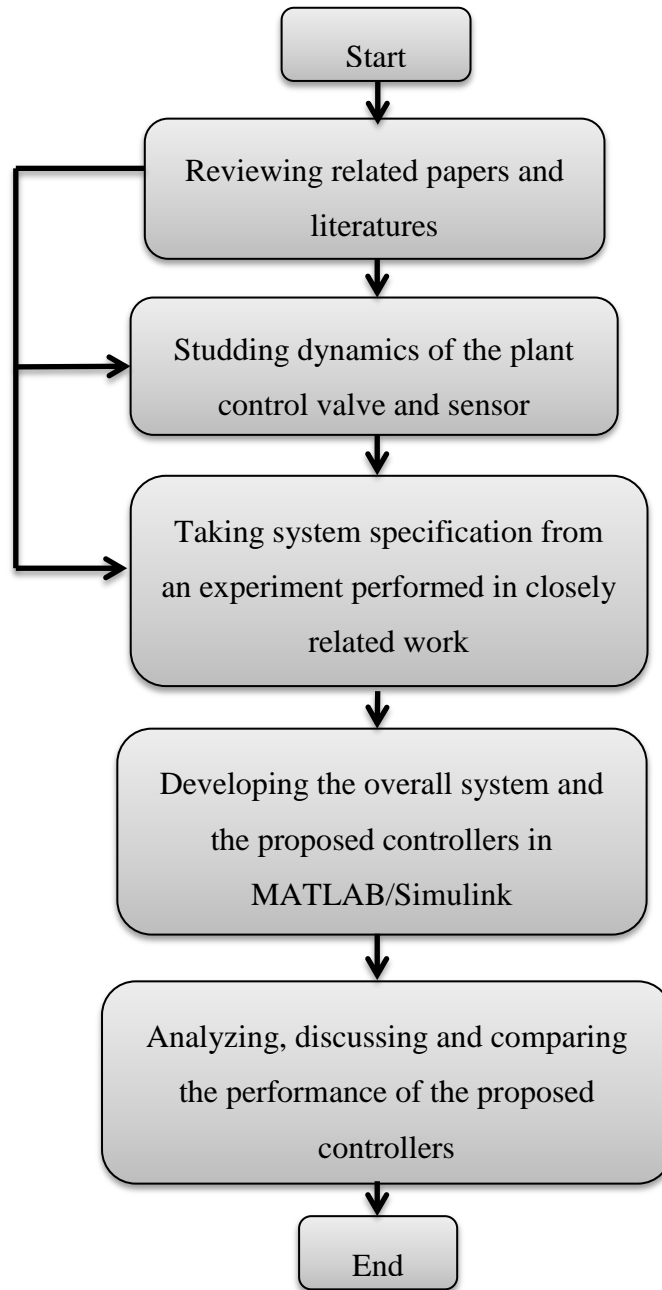 Start
Reviewing related papers and
literatures
Studding dynamics of the plant
control valve and sensor
Taking system specification from
an experiment performed in closely
related work
Developing the overall system and
the proposed controllers in
MATLAB/Simulink
Analyzing, discussing and comparing
the performance of the proposed
controllers
End